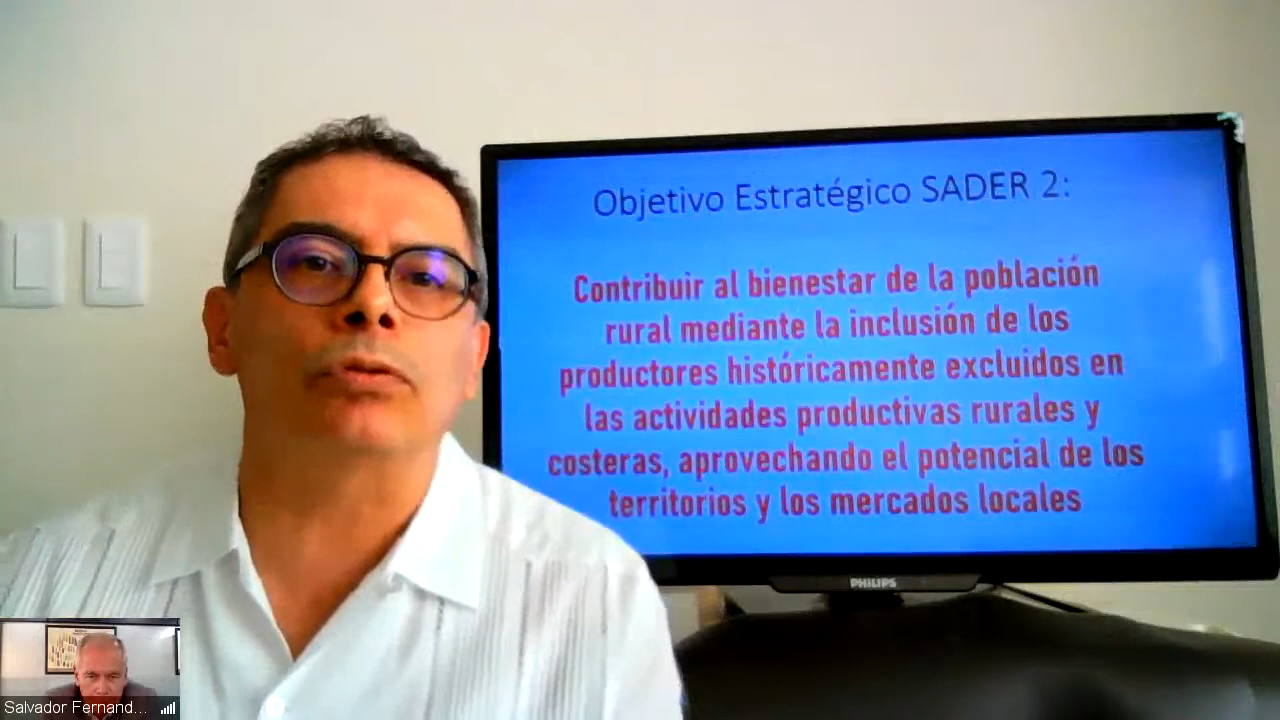 Objetivo Estratégico SADER 2:
Contribuir al bienestar de la población
rural mediante la inclusión de los
productores históricamente excluidos en
las actividades productivas rurales y
costeras, aprovechando el potencial de los
territorios y los mercados locales
PHILIPS
Salvador Fernand...